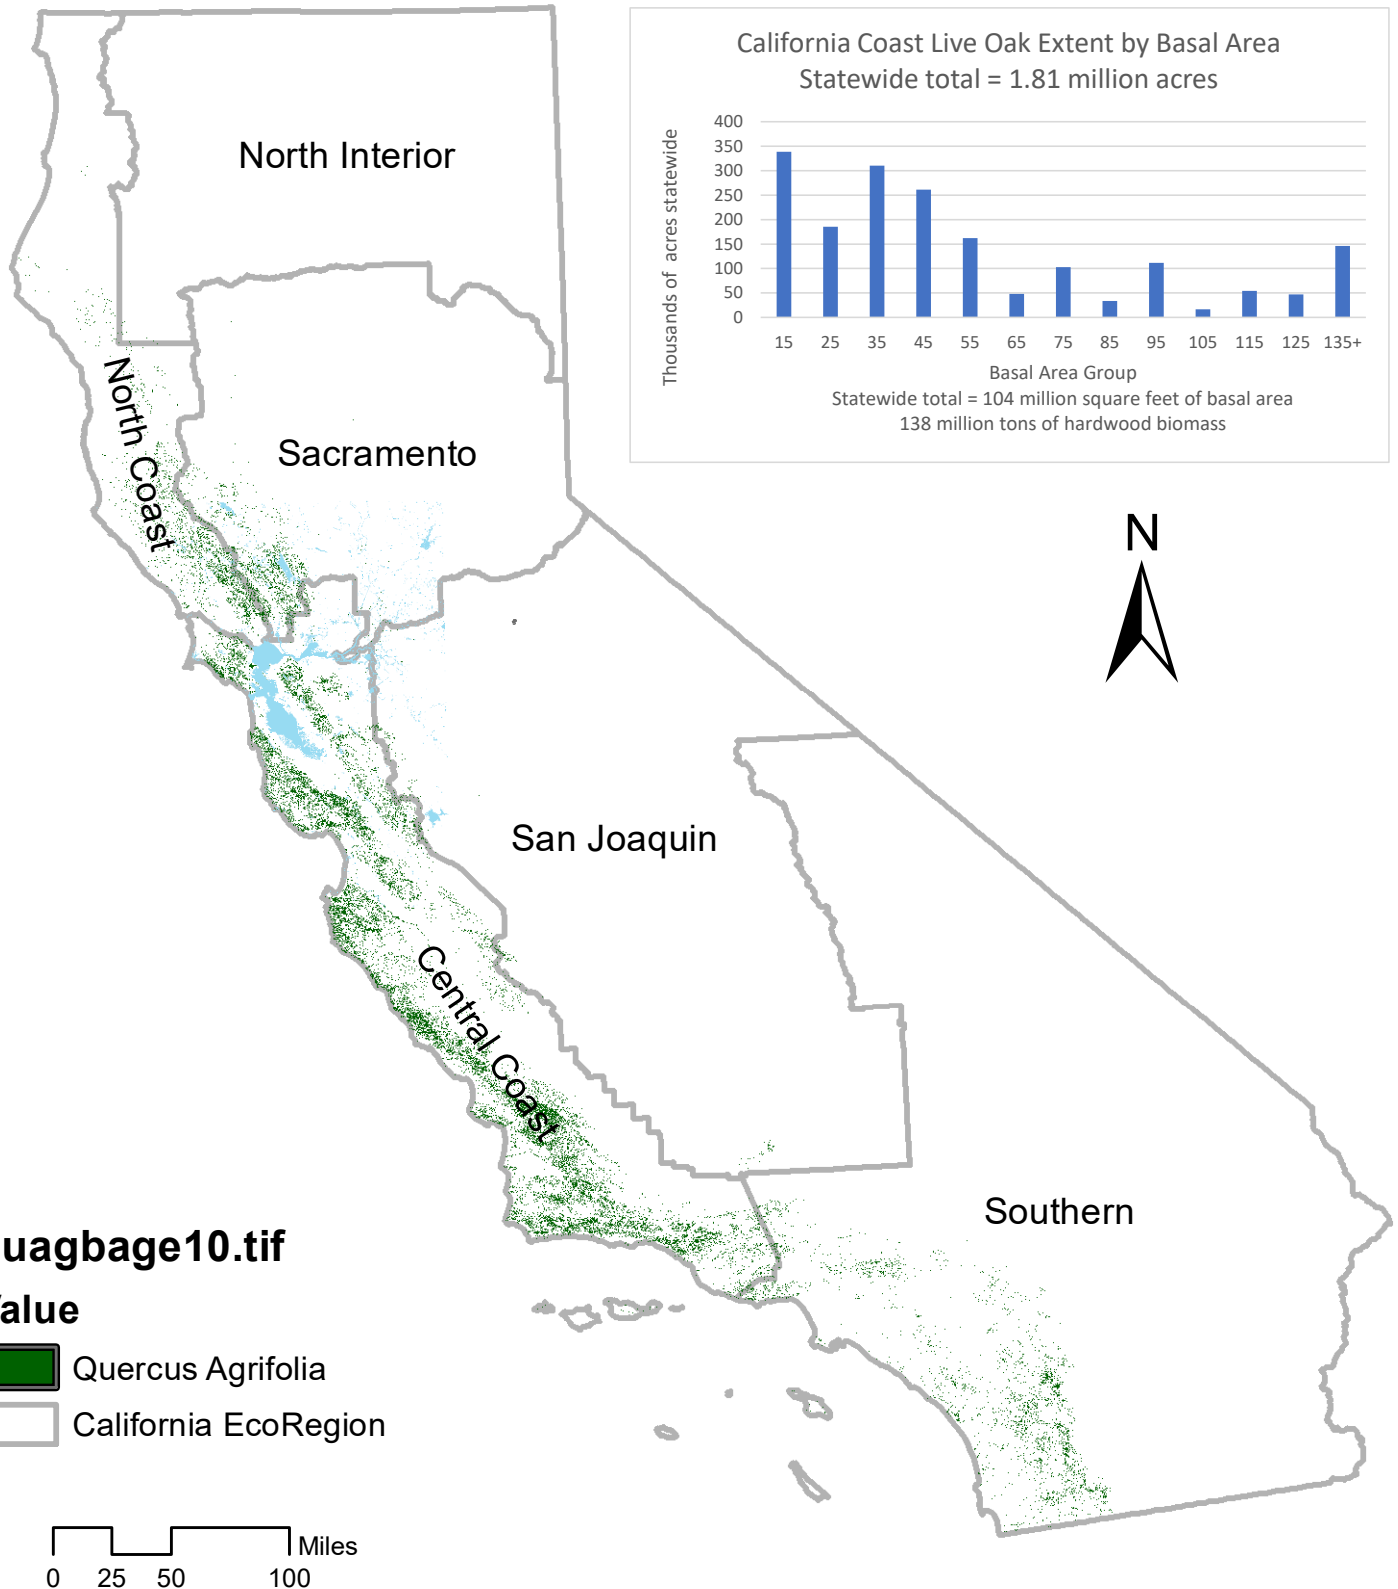 California Coast Live Oak Extent by Basal Area
Statewide total = 1.81 million acres
Thousands of acres statewide
400
350
300
250
200
150
100
50
0
15 25 35 45 55 65 75 85 95 105 115 125 135+
Basal Area Group
Statewide total = 104 million square feet of basal area
138 million tons of hardwood biomass
North Interior
North Coast
Sacramento
N
San Joaquin
Central Coast
Southern
uagbage10.tif
alue
Quercus Agrifolia
California EcoRegion
Miles
0 25 50 100